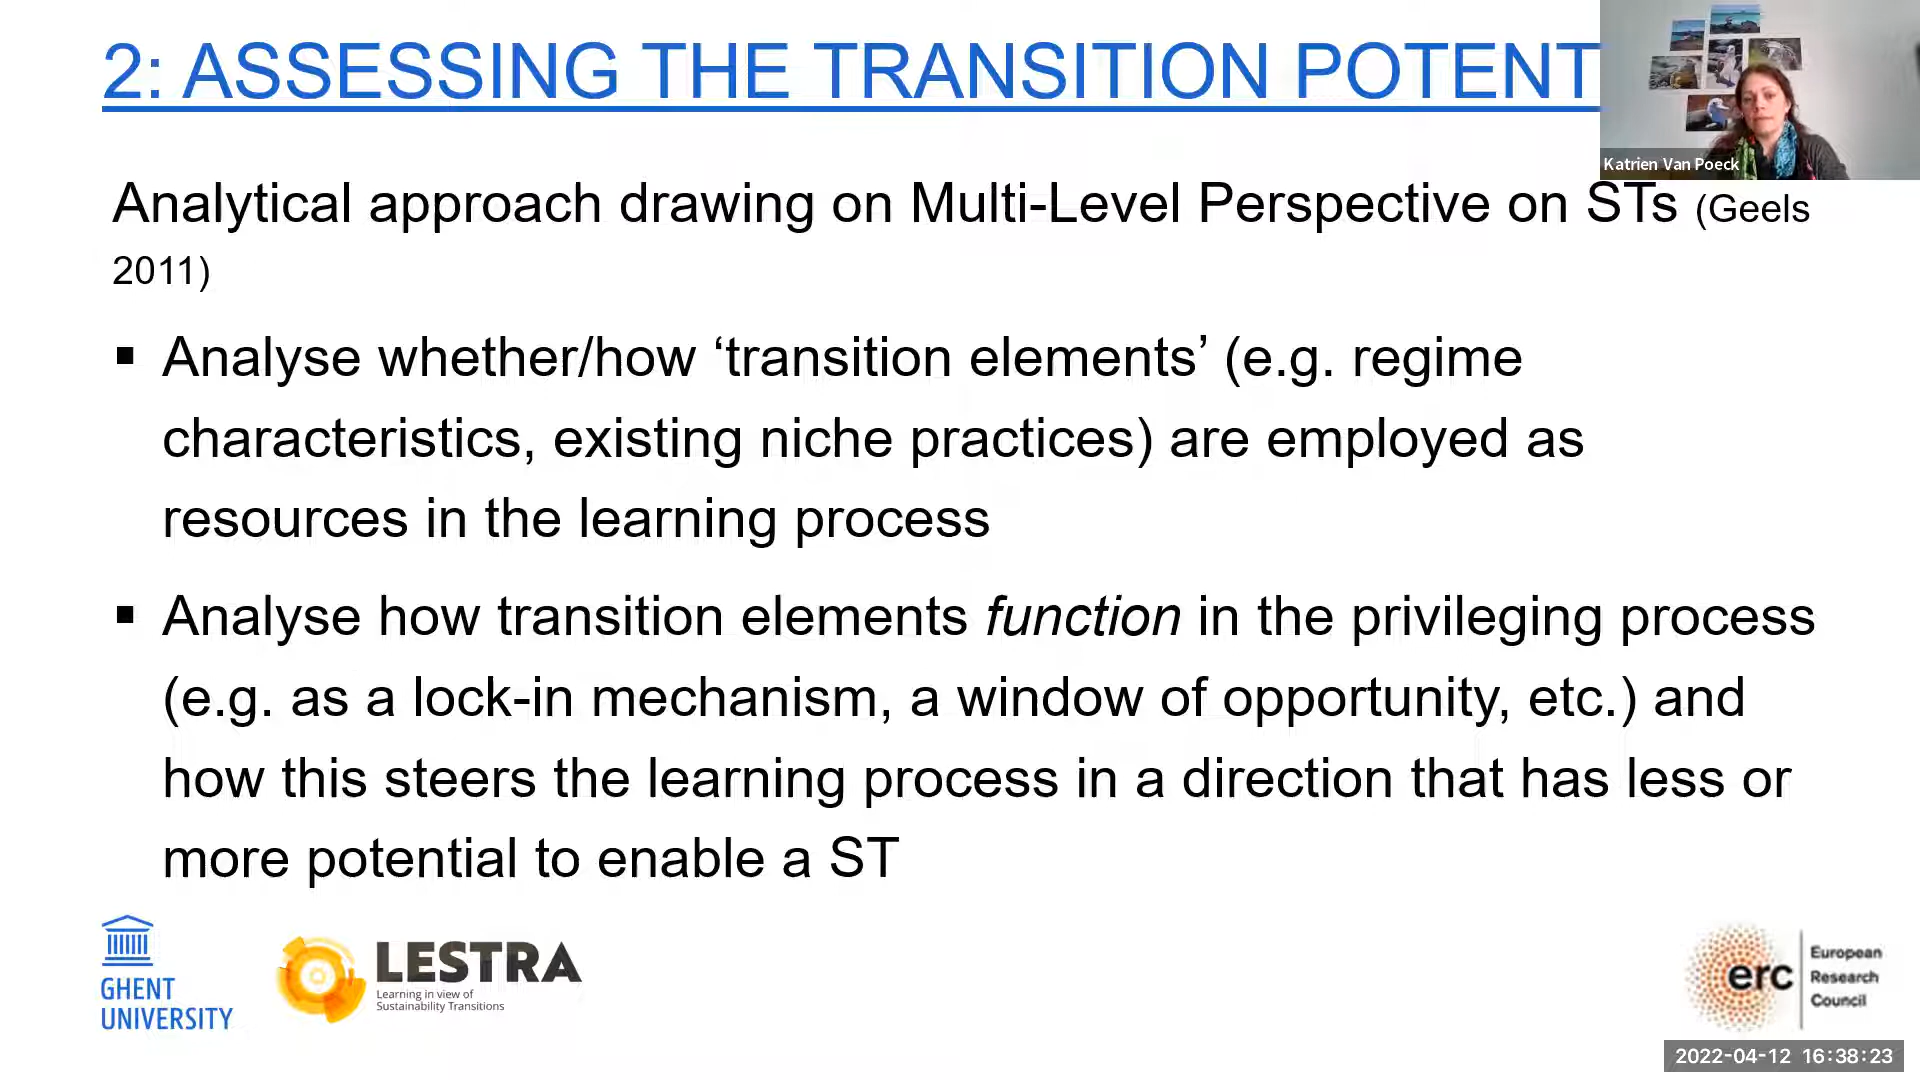 2: ASSESSING THE TRANSITION POTENT
Katrien Van Poeck
Analytical approach drawing on Multi-Level Perspective on STs (Geels
2011)
▪ Analyse whether/how ‘transition elements’ (e.g. regime
characteristics, existing niche practices) are employed as
resources in the learning process
▪ Analyse how transition elements function in the privileging process
(e.g. as a lock-in mechanism, a window of opportunity, etc.) and
how this steers the learning process in a direction that has less or
more potential to enable a ST
GHENT
UNIVERSITY
LESTRA
Learning in view of
Sustainability Transitions
erc
European
Research
Council
2022-04-12 16:38:23